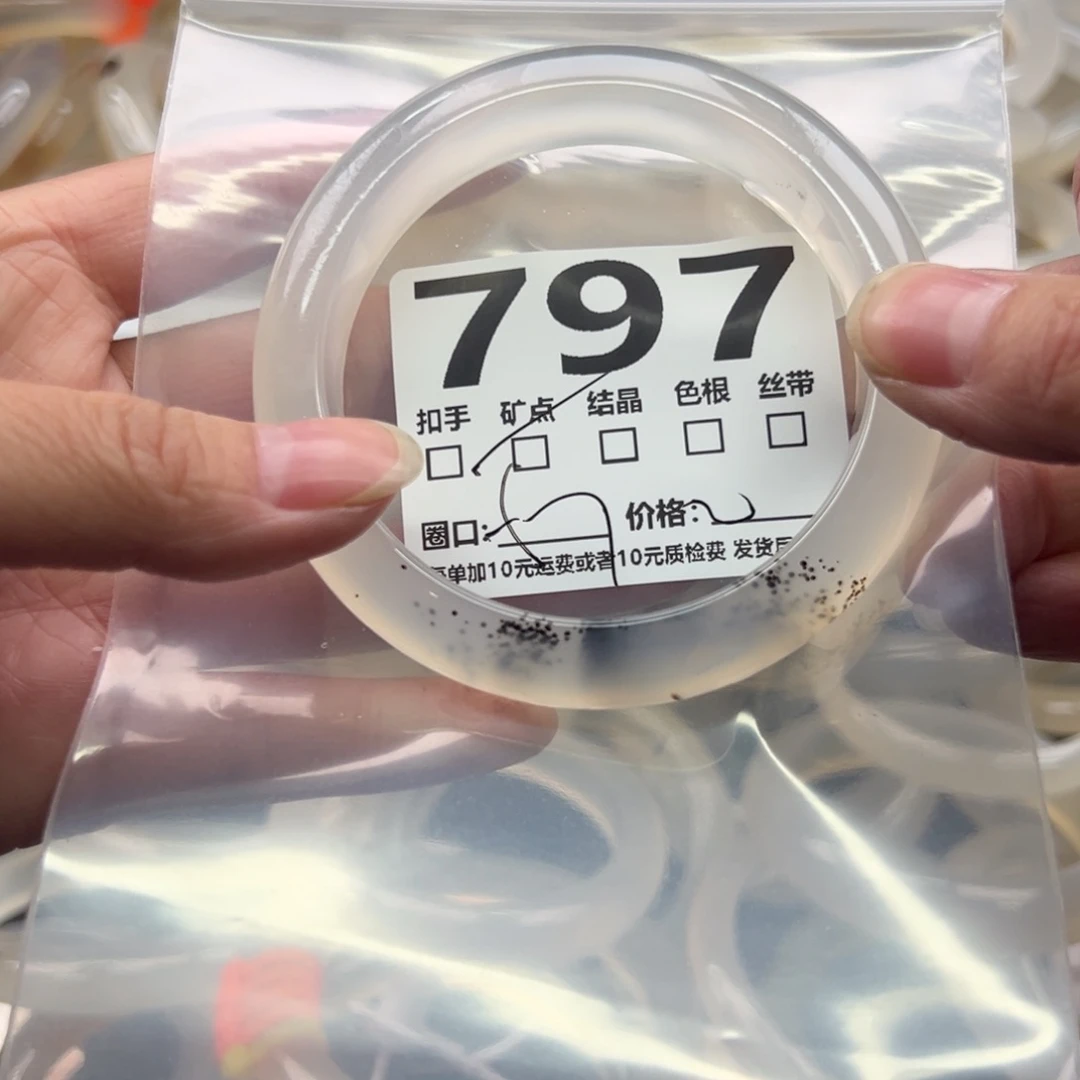 797
扣手 矿点 结晶 色根 丝带
圈口: 价格:
单加10元运费或者10元质检费 发货